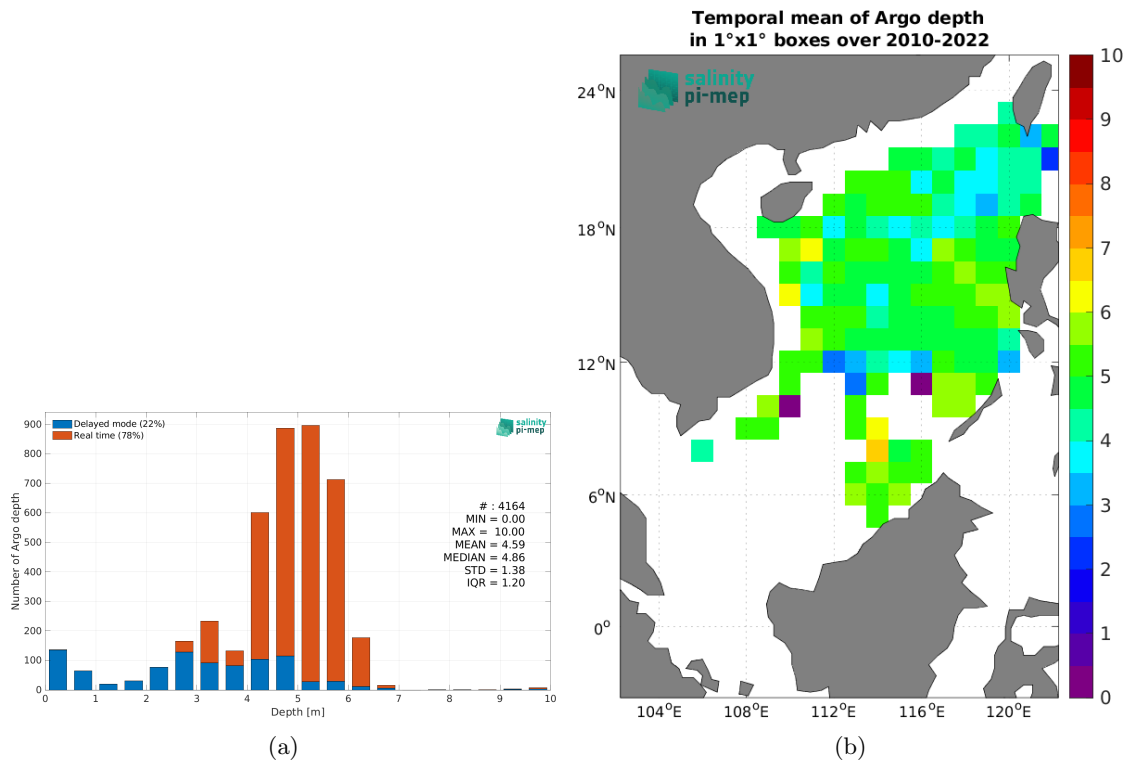 900
800
700
600
500
400
300
200
100
0
Number of Argo depth
Delayed mode (22%)
Real time (78%)
salinity
pi-mep
# : 4164
MIN = 0.00
MAX = 10.00
MEAN = 4.59
MEDIAN = 4.86
STD = 1.38
IQR = 1.20
0 1 2 3 4 5 6 7 8 9 10
Depth [m]
(a)
Temporal mean of Argo depth
in 1°x1° boxes over 2010-2022
salinity
pi-mep
24°N
18°N
12°N
6°N
0°
104°E 108°E 112°E 116°E 120°E
10
9
8
7
6
5
4
3
2
1
0
(b)